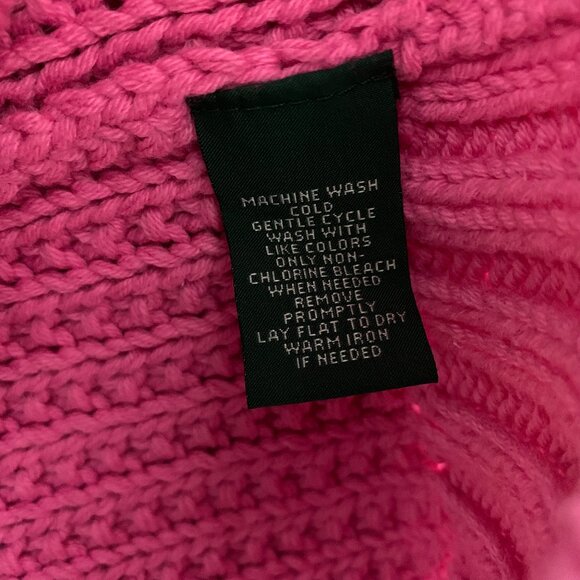 MACHINE WASH
COLD
GENTLE CYCLE
WASH WITH
LIKE COLORS
ONLY NON-
CHLORINE BLEACH
WHEN NEEDED
REMOVE
PROMPTLY
LAY FLAT TO DRY
WARM IRON
IF NEEDED